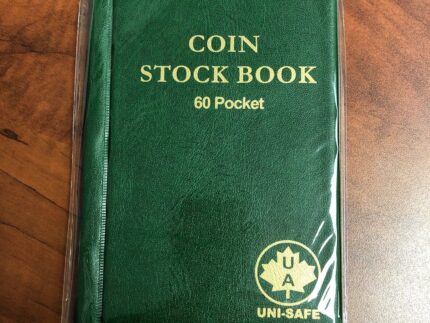 COIN
STOCK BOOK
60 Pocket
U
A
UNI-SAFE